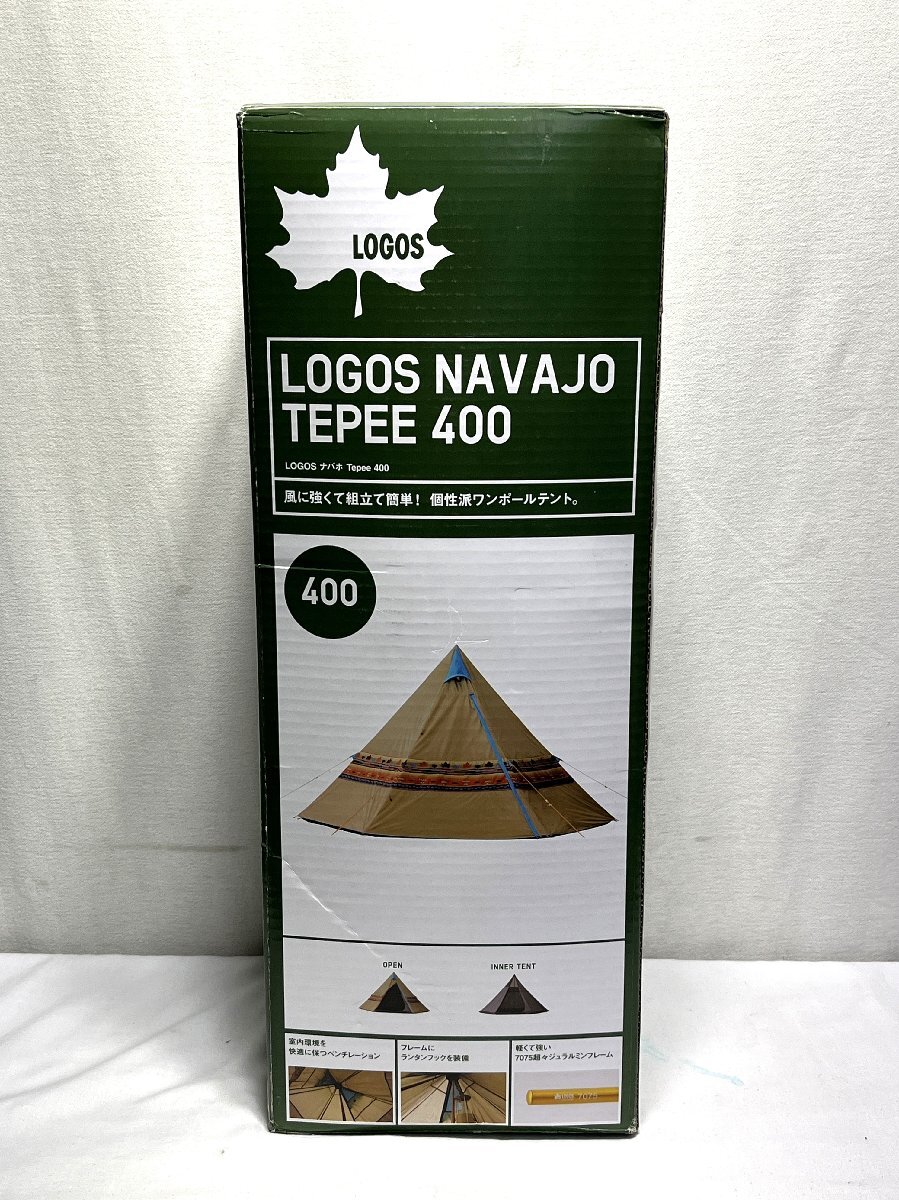 LOGOS
LOGOS NAVAJO
TEPEE 400
LOGOS ナバホ Tepee 400
風に強くて組立て簡単！ 個性派ワンポールテント。
400
OPEN
INNER TENT
室内環境を
快適に保つベンチレーション
フレームに
ランタンフックを装備
軽くて強い
7075超々ジュラルミンフレーム
LOGOS 7075